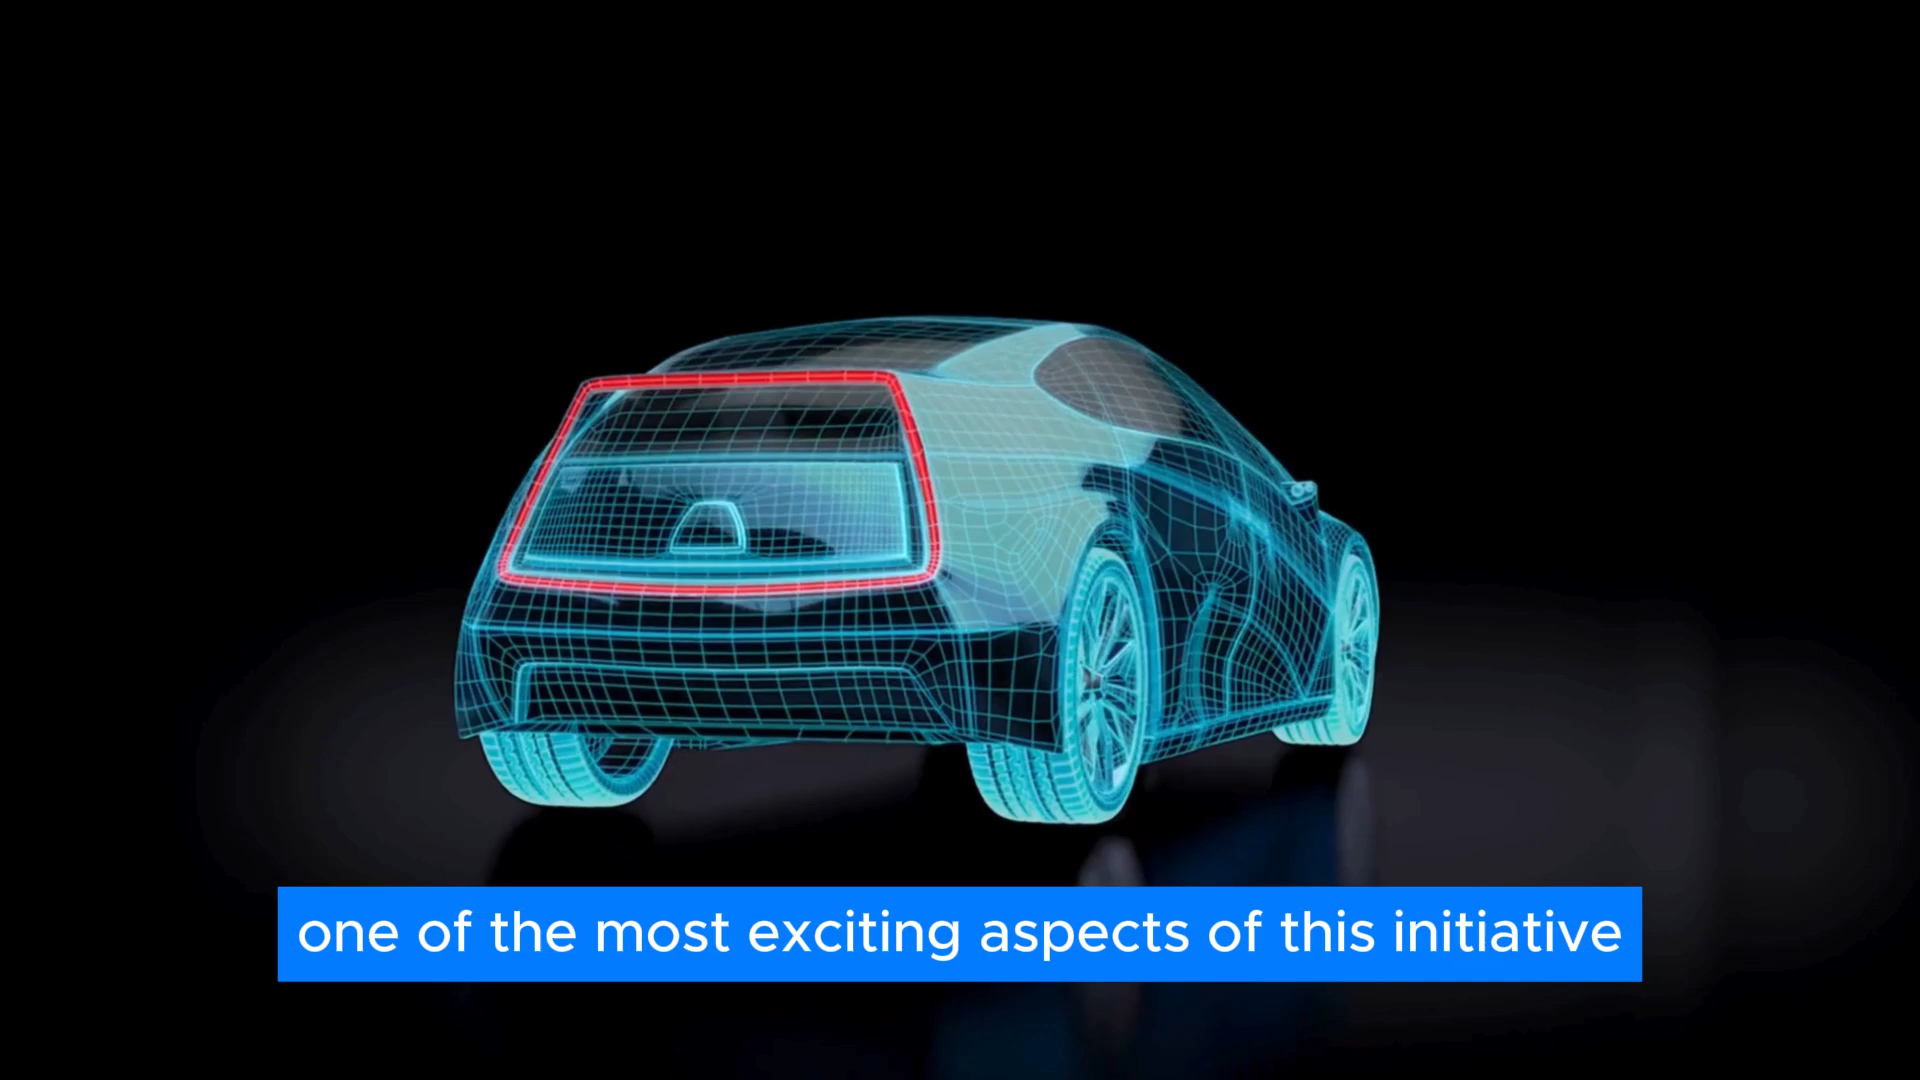 one of the most exciting aspects of this initiative